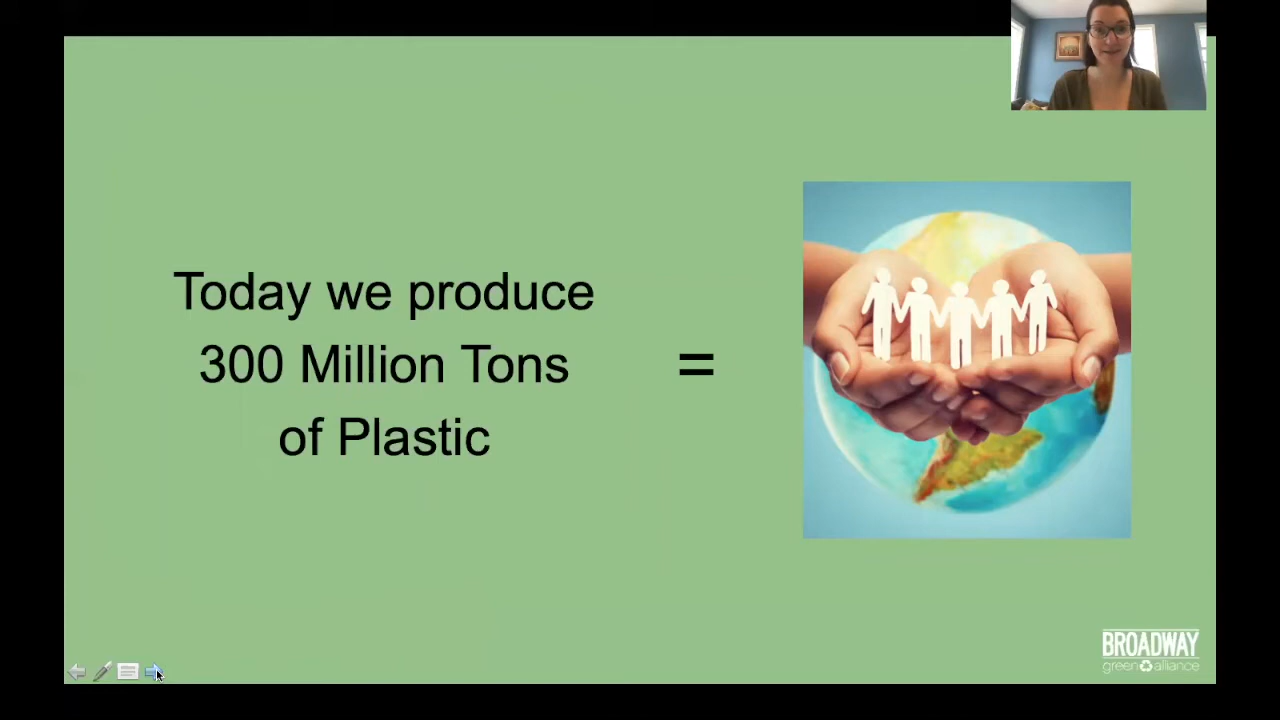 Today we produce
300 Million Tons
of Plastic
=
BROADWAY
green alliance